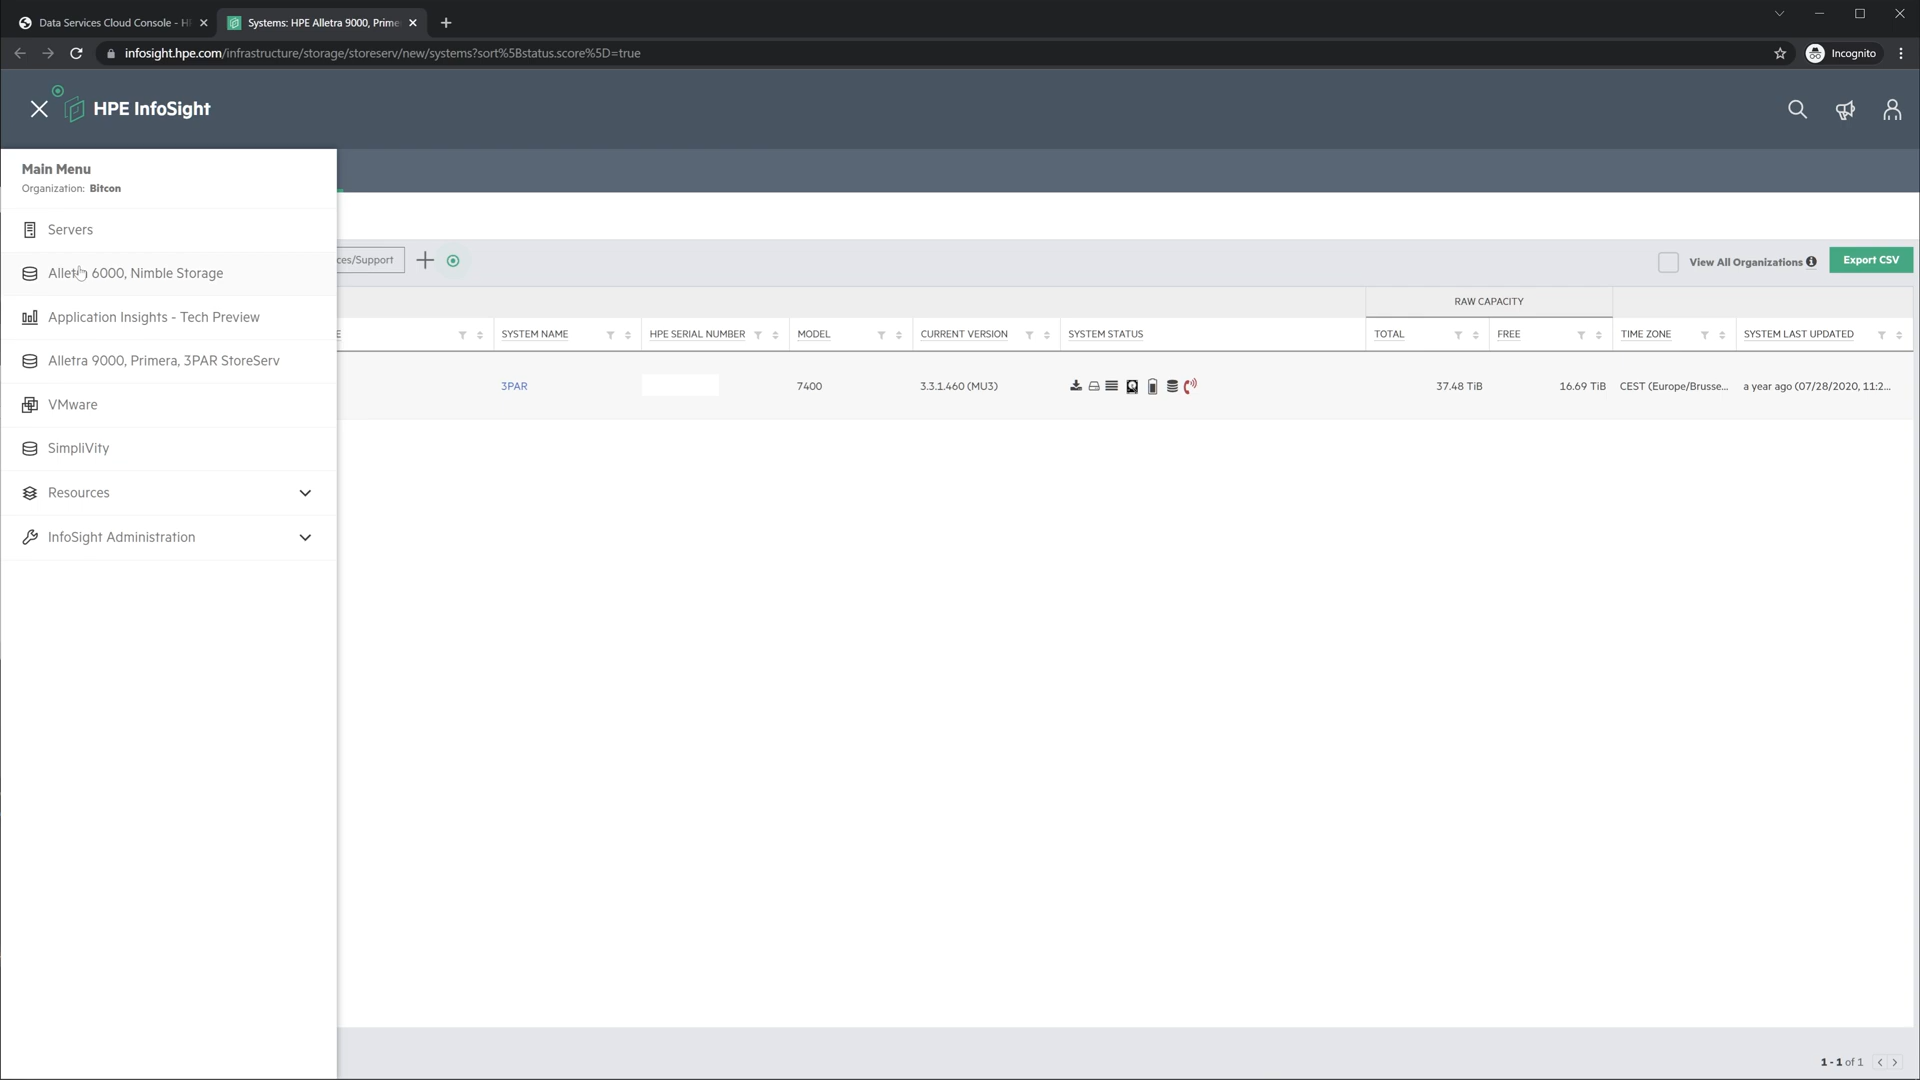 Data Services Cloud Console - H
Systems: HPE Alletra 9000, Prime
infosight.hpe.com/infrastructure/storage/storeserv/new/systems?sort%5Bstatus.score%5D=true
Incognito
HPE InfoSight
Main Menu
Organization: Bitcon
Servers
Alletra 6000, Nimble Storage
Application Insights - Tech Preview
Alletra 9000, Primera, 3PAR StoreServ
VMware
SimpliVity
Resources
InfoSight Administration
ces/Support
View All Organizations
Export CSV
RAW CAPACITY
E SYSTEM NAME HPE SERIAL NUMBER MODEL CURRENT VERSION SYSTEM STATUS TOTAL FREE TIME ZONE SYSTEM LAST UPDATED
3PAR 7400 3.3.1.460 (MU3) 37.48 TiB 16.69 TiB CEST (Europe/Brusse... a year ago (07/28/2020, 11:2...
1 - 1 of 1